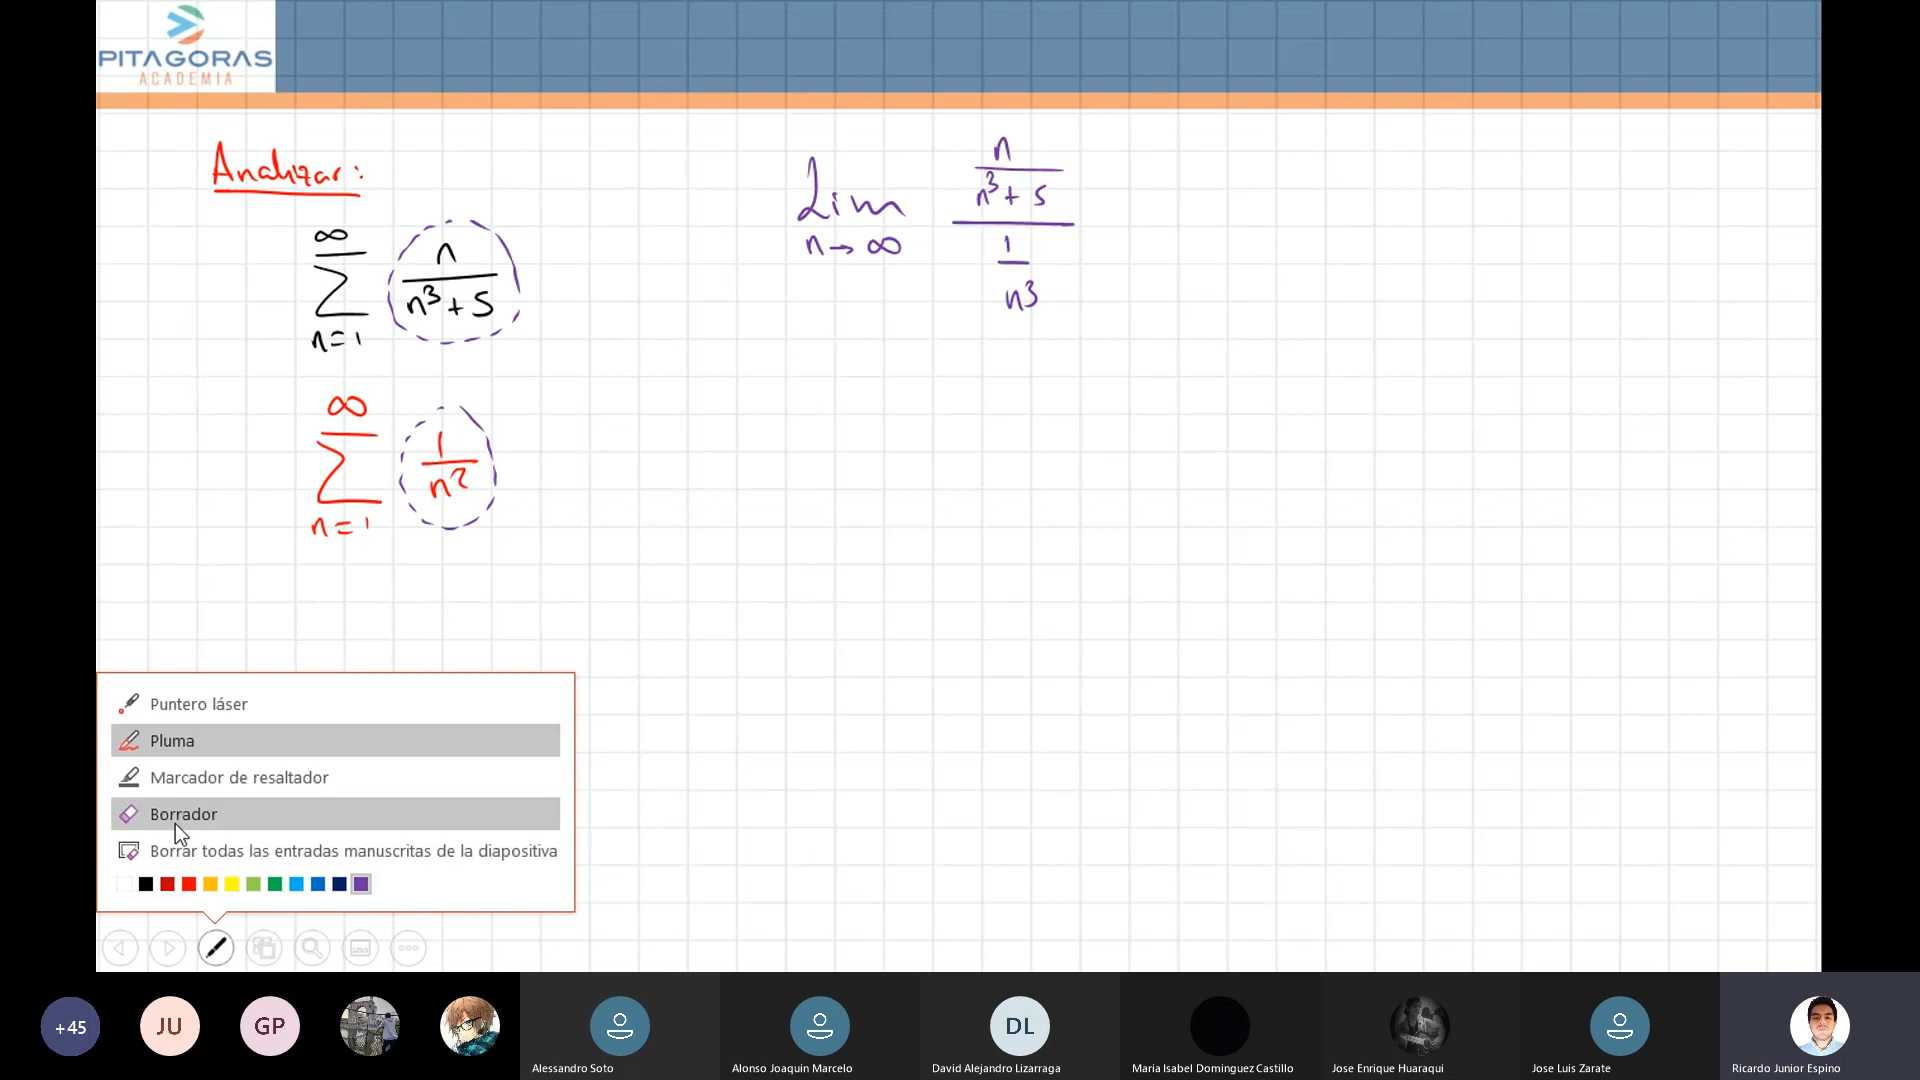 PITAGORAS
ACADEMIA
Analizar:
∞
∑ n/(n³+5)
n=1
∞
∑ 1/n²
n=1
Lim (n/(n³+5))/(1/n³)
n→∞
Puntero láser
Pluma
Marcador de resaltador
Borrador
Borrar todas las entradas manuscritas de la diapositiva
+45
JU
GP
DL
Alessandro Soto
Alonso Joaquin Marcelo
David Alejandro Lizarraga
Maria Isabel Dominguez Castillo
Jose Enrique Huaraqui
Jose Luis Zarate
Ricardo Junior Espino